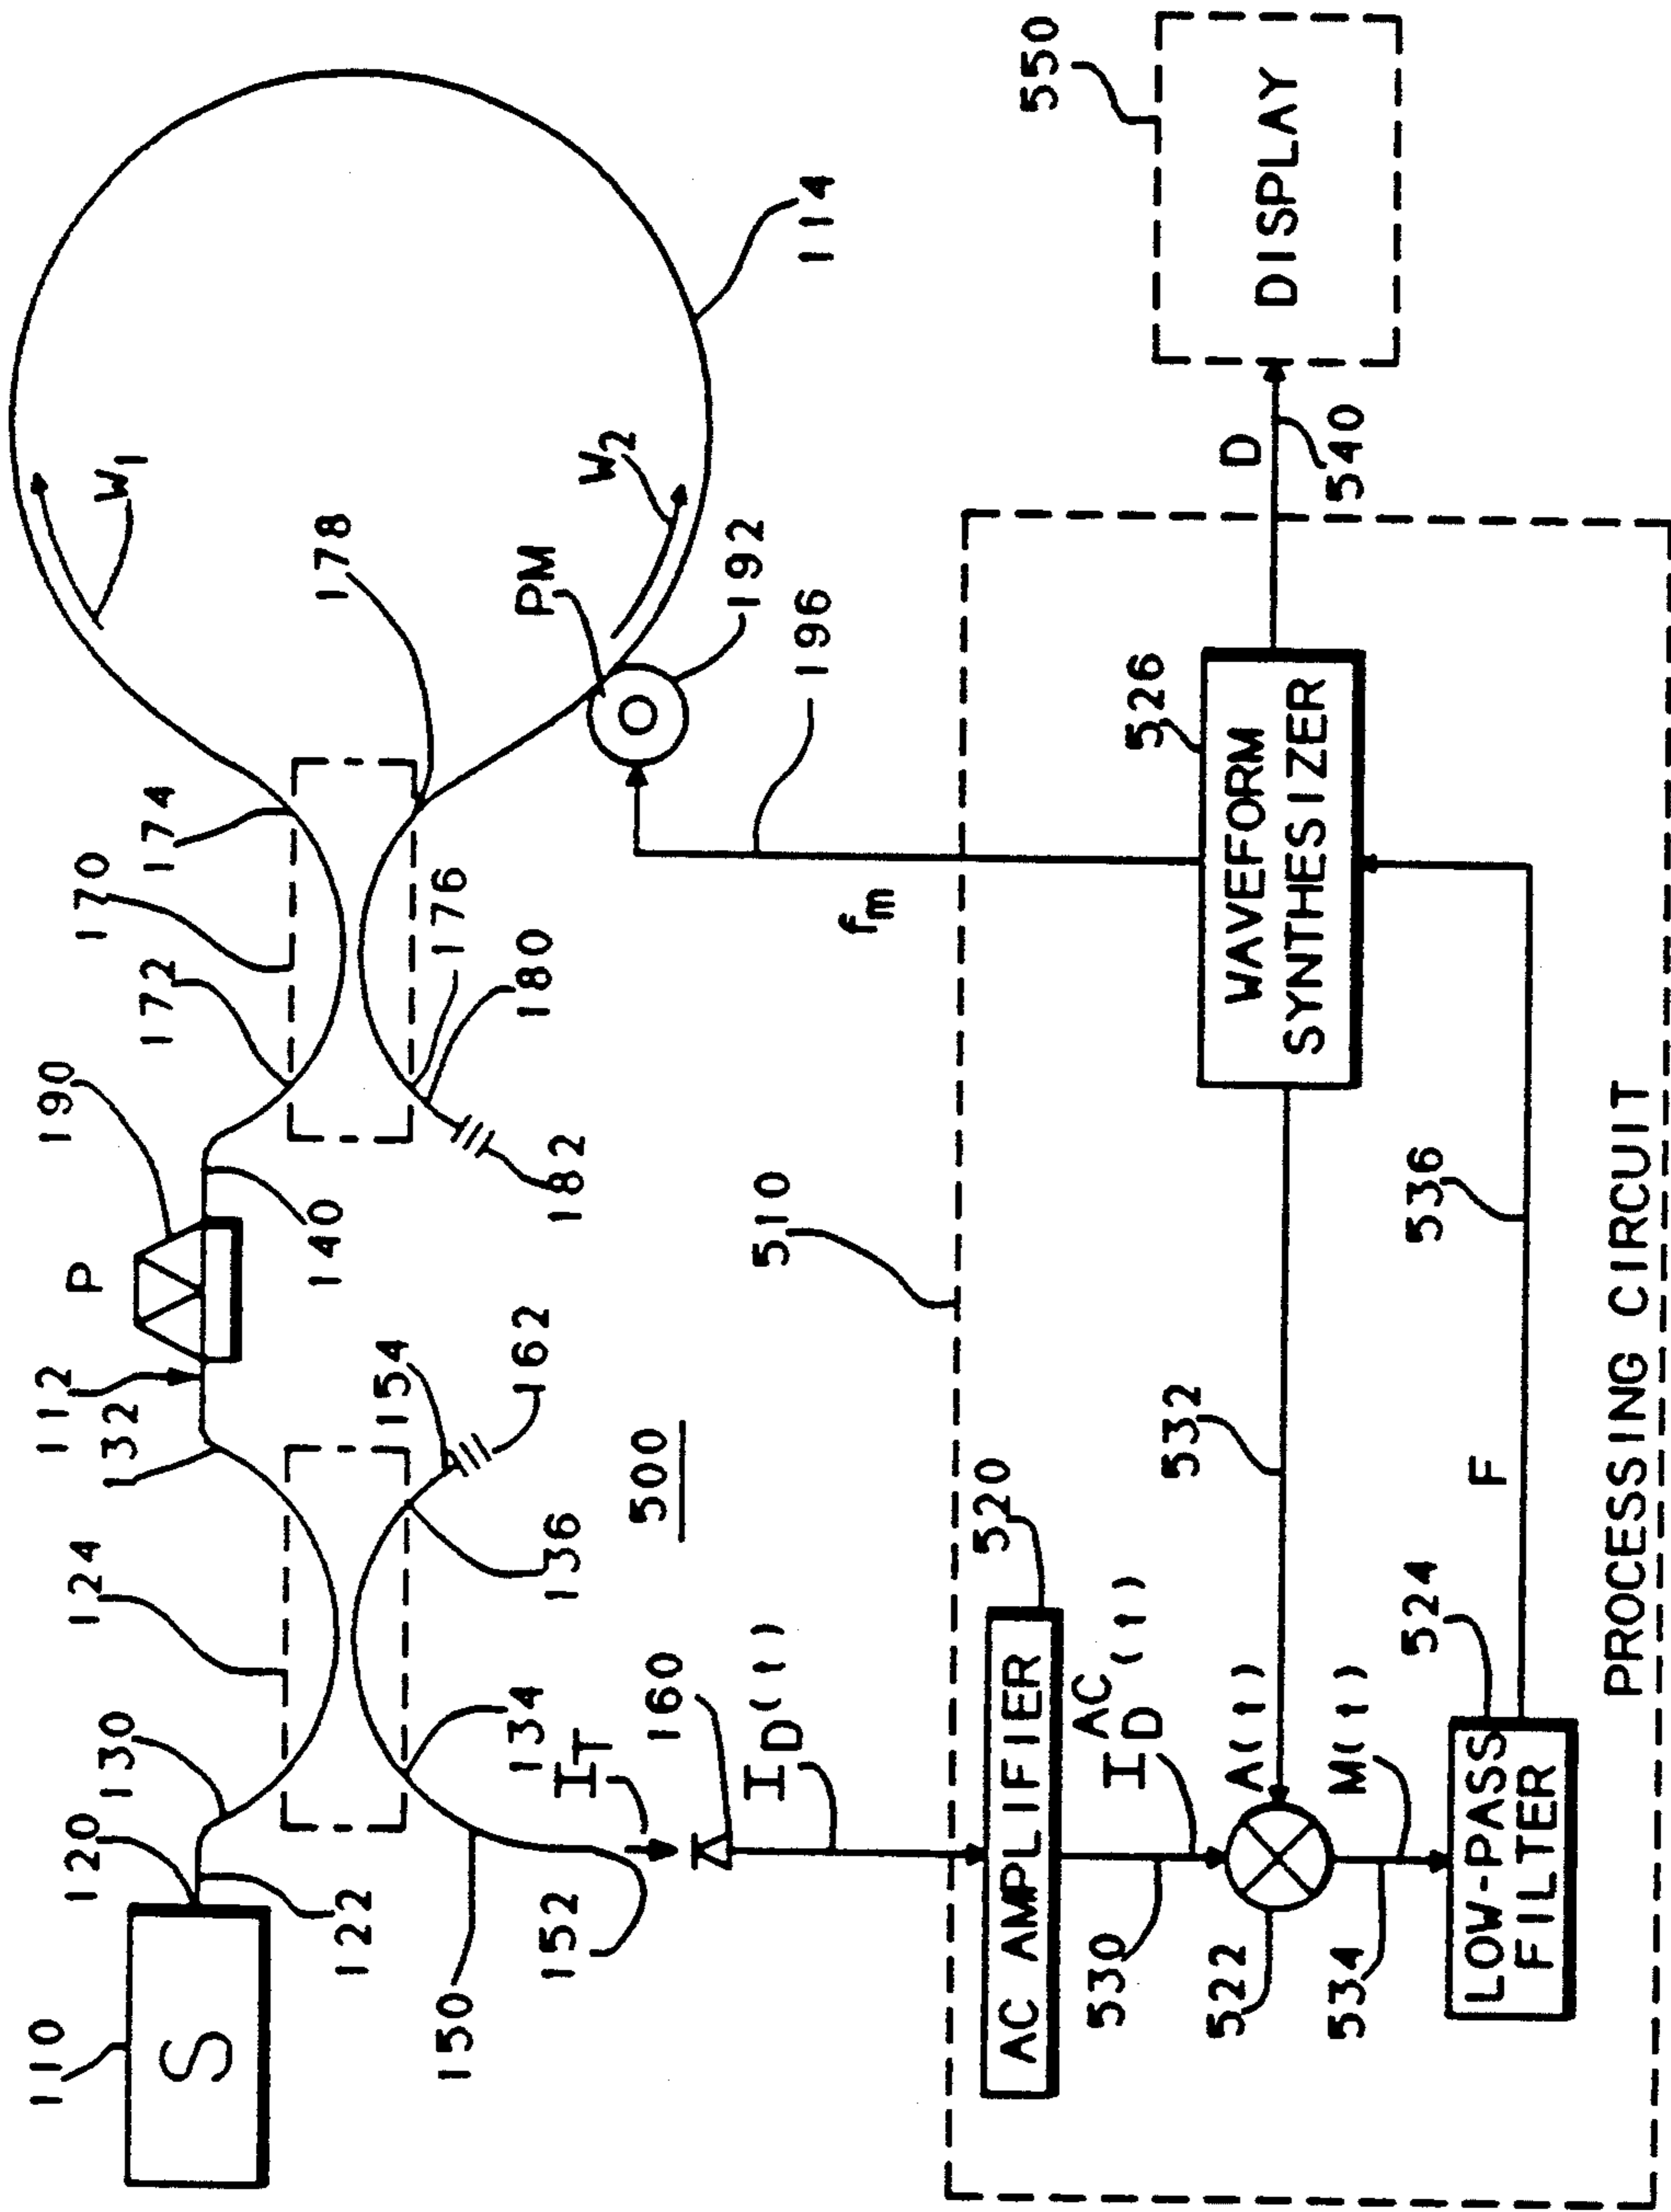 110
S
120
122
130
124
132
112
P
190
140
172
170
174
W1
114
W2
178
PM
192
196
176
180
182
154
162
136
134
150
152
IT
160
ID(t)
500
510
fm
520
AC AMPLIFIER
530
ID AC (t)
522
A(t)
532
534
M(t)
LOW-PASS
FILTER
524
F
536
WAVEFORM
SYNTHESIZER
526
D
540
550
DISPLAY
PROCESSING CIRCUIT